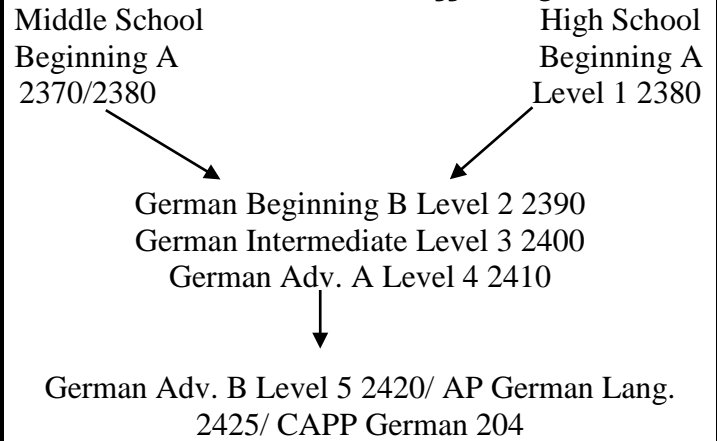 Middle School
Beginning A
2370/2380
High School
Beginning A
Level 1 2380
German Beginning B Level 2 2390
German Intermediate Level 3 2400
German Adv. A Level 4 2410
German Adv. B Level 5 2420/ AP German Lang.
2425/ CAPP German 204